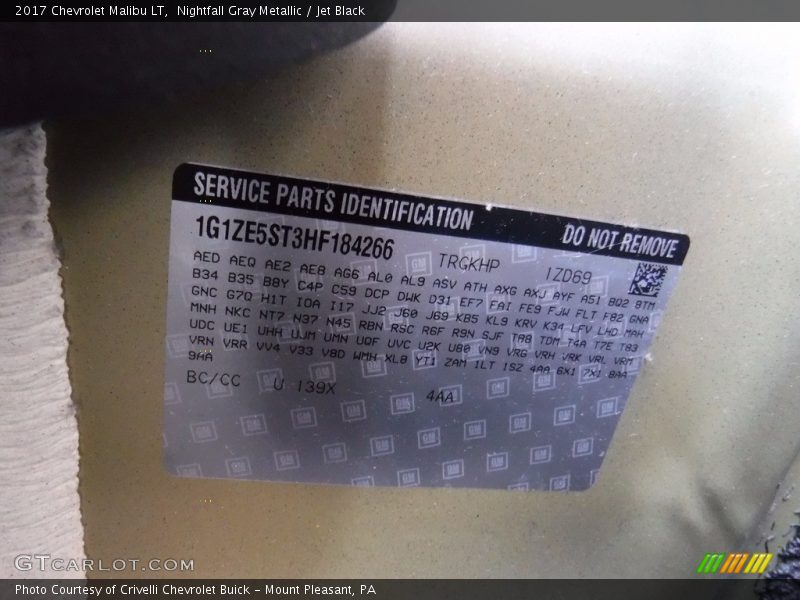 2017 Chevrolet Malibu LT,  Nightfall Gray Metallic / Jet Black
SERVICE PARTS IDENTIFICATION DO NOT REMOVE
1G1ZE5ST3HF184266 TRGKHP 1ZD69
AED AEQ AE2 AE8 AG6 AL0 AL9 ASV ATH AXG AXJ AYF A51 BQ2 BTM
B34 B35 B8Y C4P C59 DCP DWK D31 EF7 FAI FE9 FJW FLT F82 GNA
GNC G7Q H1T IOA I17 JJ2 J60 J69 KB5 KL9 KRV K34 LFV LHD MAH
MNH NKC NT7 N37 N45 RBN RSC R6F R9N SJF TR8 TDM T4A T7E T83
UDC UE1 UHH UJM UMN UQF UVC U2K U80 VN9 VRG VRH VRK VRL VRM
VRN VRR VV4 V33 V8D WMH XL8 YT1 ZAM 1LT 1SZ 4AA 6X1 7X1 8AA
9AA
BC/CC U 139X 4AA
GTCARLOT.COM
Photo Courtesy of Crivelli Chevrolet Buick – Mount Pleasant, PA